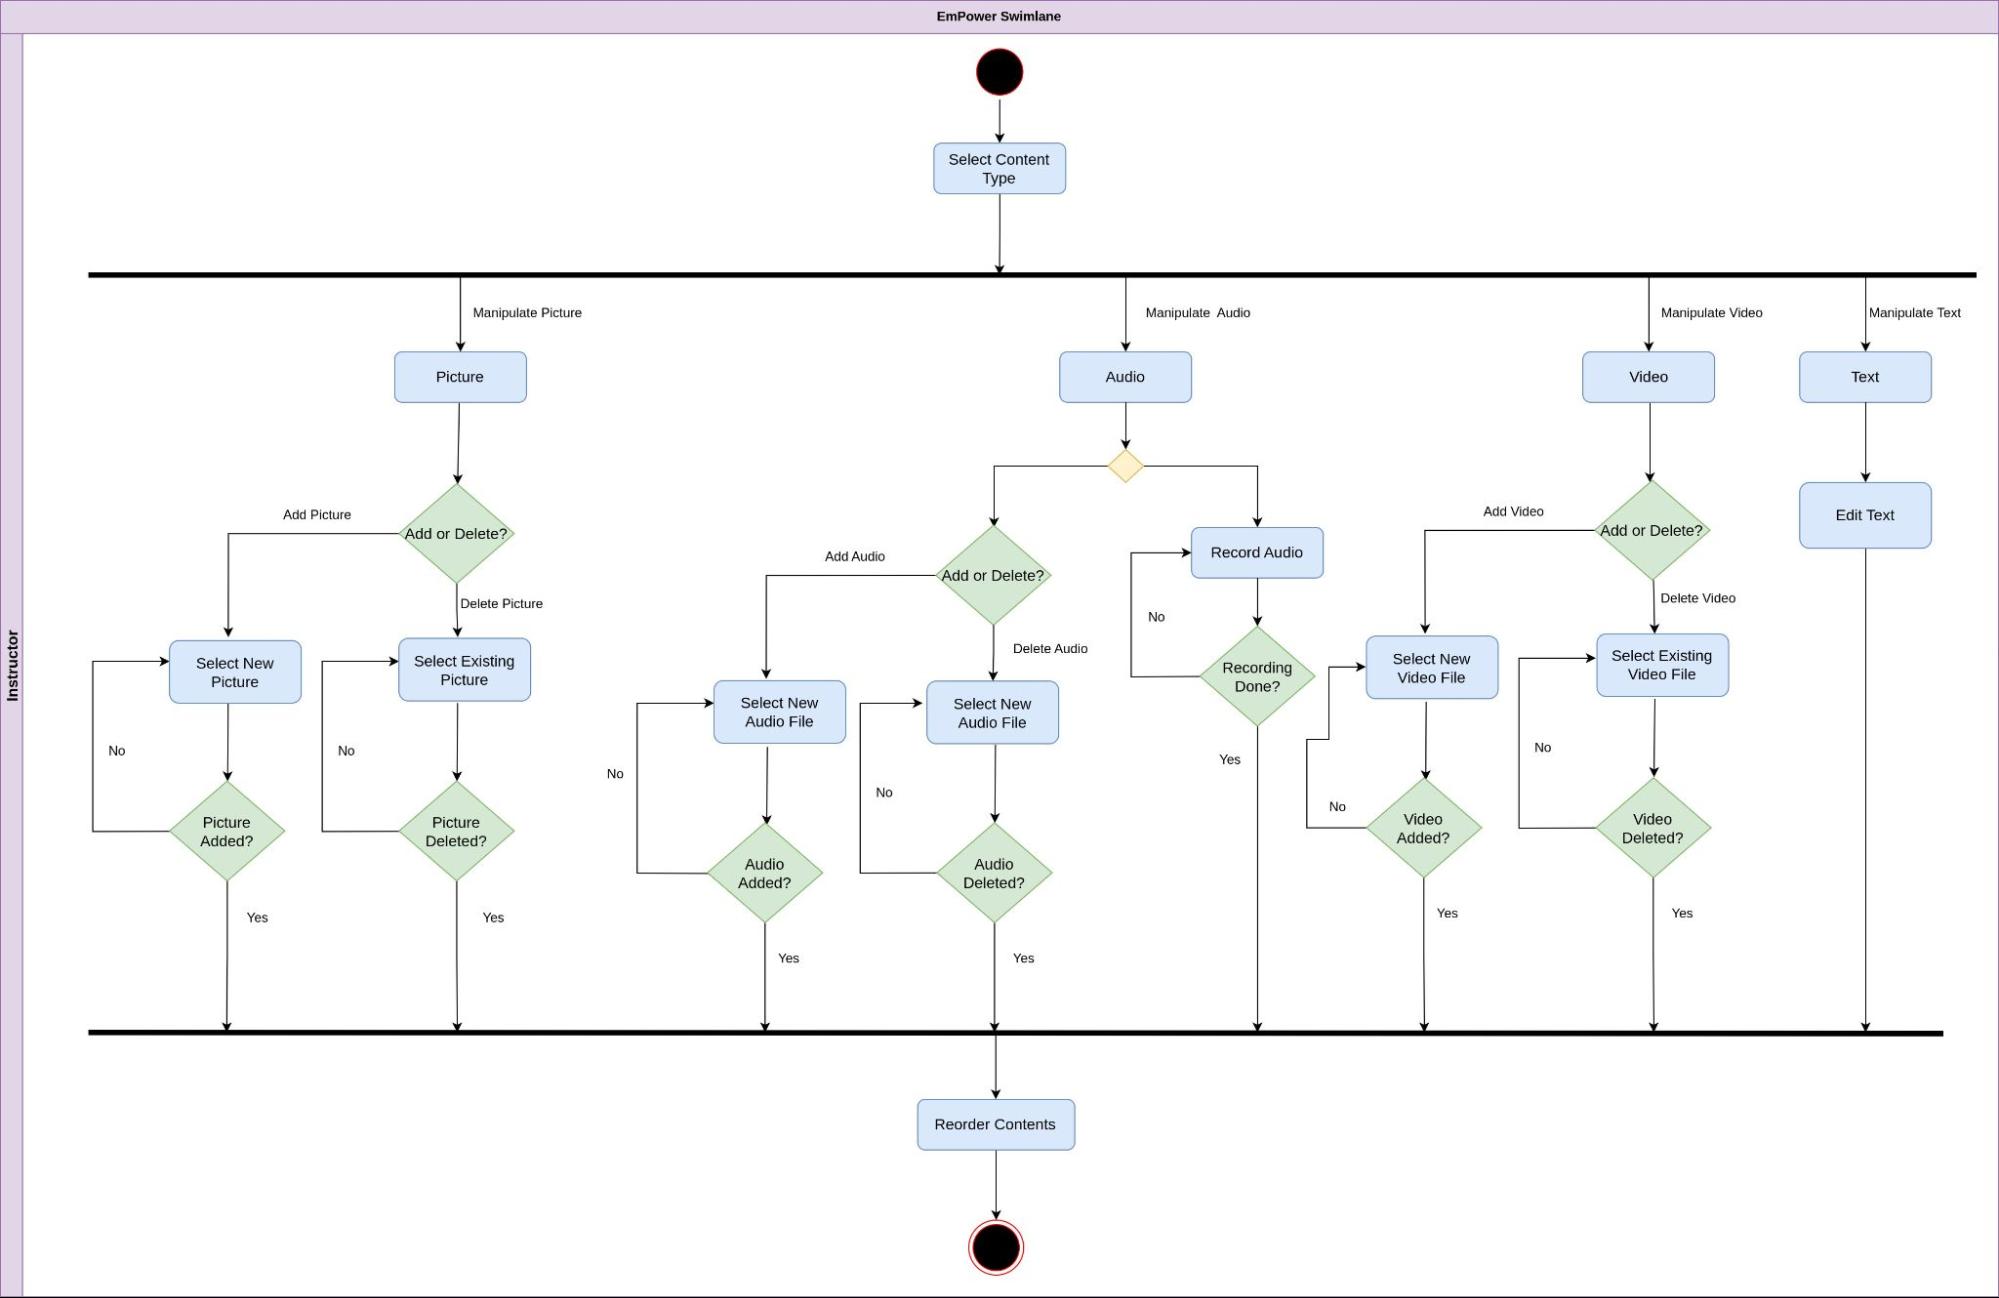 EmPower Swimlane
Instructor
Select Content
Type
Manipulate Picture
Manipulate  Audio
Manipulate Video
Manipulate Text
Picture
Audio
Video
Text
Add or Delete?
Add Picture
Delete Picture
Select New
Picture
Select Existing
Picture
No
No
Picture
Added?
Picture
Deleted?
Yes
Yes
Add or Delete?
Add Audio
Delete Audio
Select New
Audio File
Select New
Audio File
No
No
Audio
Added?
Audio
Deleted?
Yes
Yes
Record Audio
No
Recording
Done?
Yes
Add or Delete?
Add Video
Delete Video
Select New
Video File
Select Existing
Video File
No
No
Video
Added?
Video
Deleted?
Yes
Yes
Edit Text
Reorder Contents